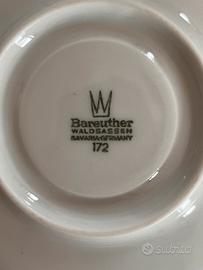 Bareuther
WALDSASSEN
BAVARIA-GERMANY
172
subito